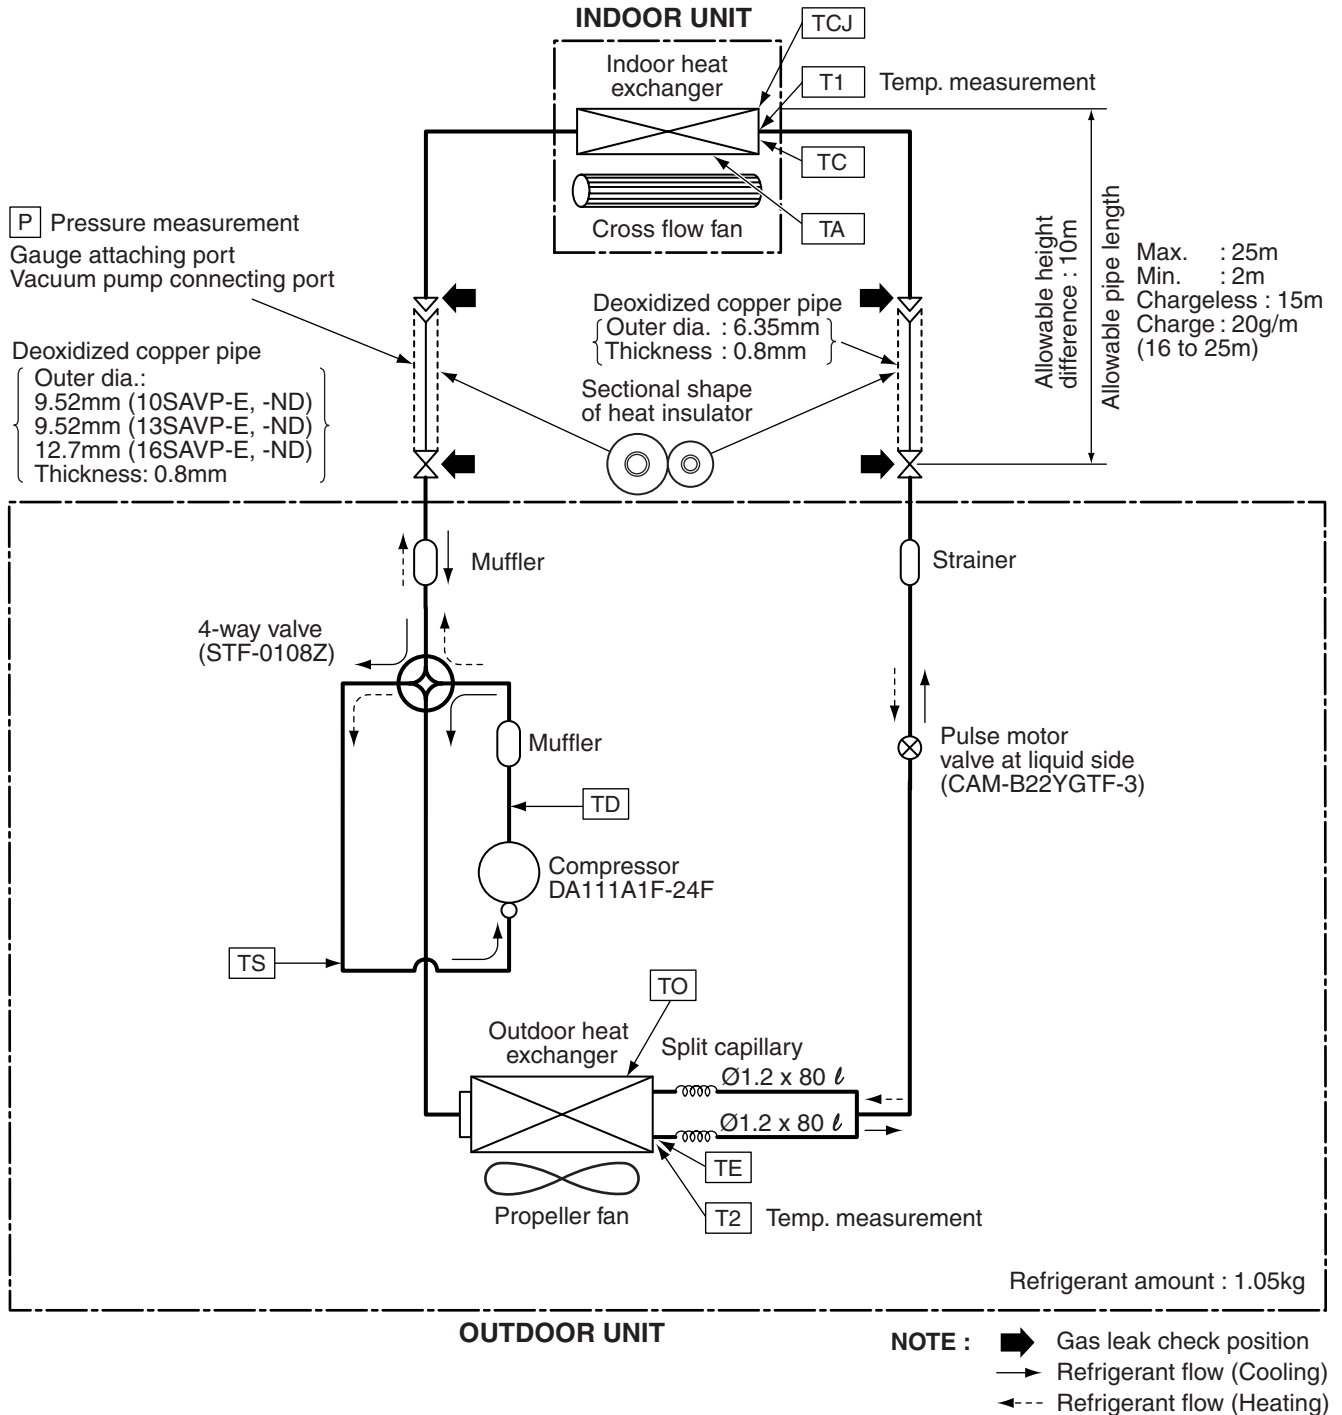 INDOOR UNIT
TCJ
Indoor heat
exchanger
T1
Temp. measurement
TC
TA
Cross flow fan
P Pressure measurement
Gauge attaching port
Vacuum pump connecting port
Deoxidized copper pipe
Outer dia.:
9.52mm (10SAVP-E, -ND)
9.52mm (13SAVP-E, -ND)
12.7mm (16SAVP-E, -ND)
Thickness: 0.8mm
Deoxidized copper pipe
Outer dia. : 6.35mm
Thickness : 0.8mm
Sectional shape
of heat insulator
Allowable height
difference : 10m
Allowable pipe length
Max. : 25m
Min. : 2m
Chargeless : 15m
Charge : 20g/m
(16 to 25m)
Muffler
Strainer
4-way valve
(STF-0108Z)
Muffler
Pulse motor
valve at liquid side
(CAM-B22YGTF-3)
TD
Compressor
DA111A1F-24F
TS
TO
Outdoor heat
exchanger
Split capillary
Ø1.2 x 80 ℓ
Ø1.2 x 80 ℓ
TE
T2
Temp. measurement
Propeller fan
Refrigerant amount : 1.05kg
OUTDOOR UNIT
NOTE :
Gas leak check position
Refrigerant flow (Cooling)
Refrigerant flow (Heating)